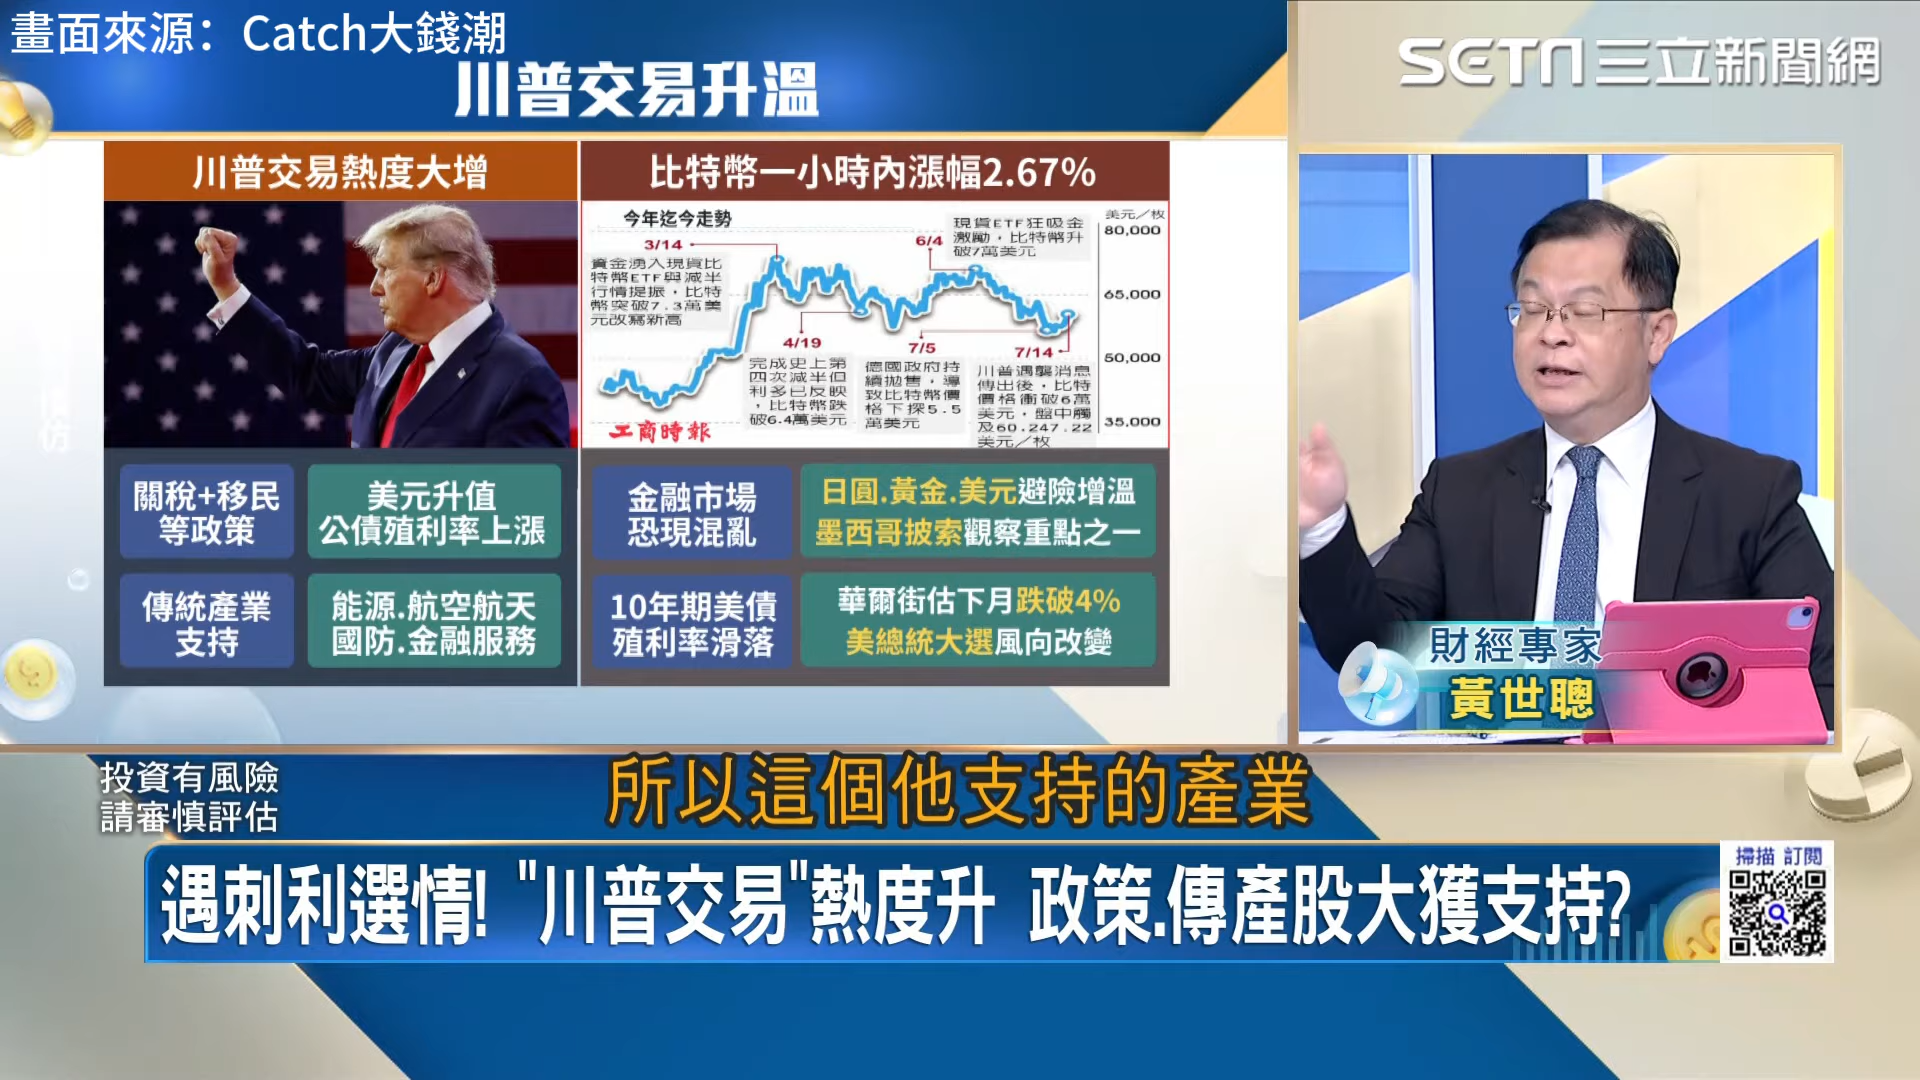 畫面來源：Catch大錢潮
川普交易升溫
SETN三立新聞網
川普交易熱度大增
比特幣一小時內漲幅2.67%
今年迄今走勢
美元／枚
80,000
65,000
50,000
35,000
3/14
資金湧入現貨比
特幣ETF與減半
行情提振，比特
幣突破7.3萬美
元改寫新高
6/4
現貨ETF狂吸金
激勵，比特幣升
破7萬美元
4/19
完成史上第
四次減半但
利多已反映
，比特幣跌
破6.4萬美元
7/5
德國政府持
續拋售，導
致比特幣價
格下探5.5
萬美元
7/14
川普遇襲消息
傳出後，比特
價格衝破6萬
美元，盤中觸
及60,247.22
美元／枚
工商時報
關稅+移民
等政策
美元升值
公債殖利率上漲
傳統產業
支持
能源.航空航天
國防.金融服務
金融市場
恐現混亂
日圓.黃金.美元避險增溫
墨西哥披索觀察重點之一
10年期美債
殖利率滑落
華爾街估下月跌破4%
美總統大選風向改變
財經專家
黃世聰
投資有風險
請審慎評估
所以這個他支持的產業
遇刺利選情! "川普交易"熱度升 政策.傳產股大獲支持?
掃描 訂閱